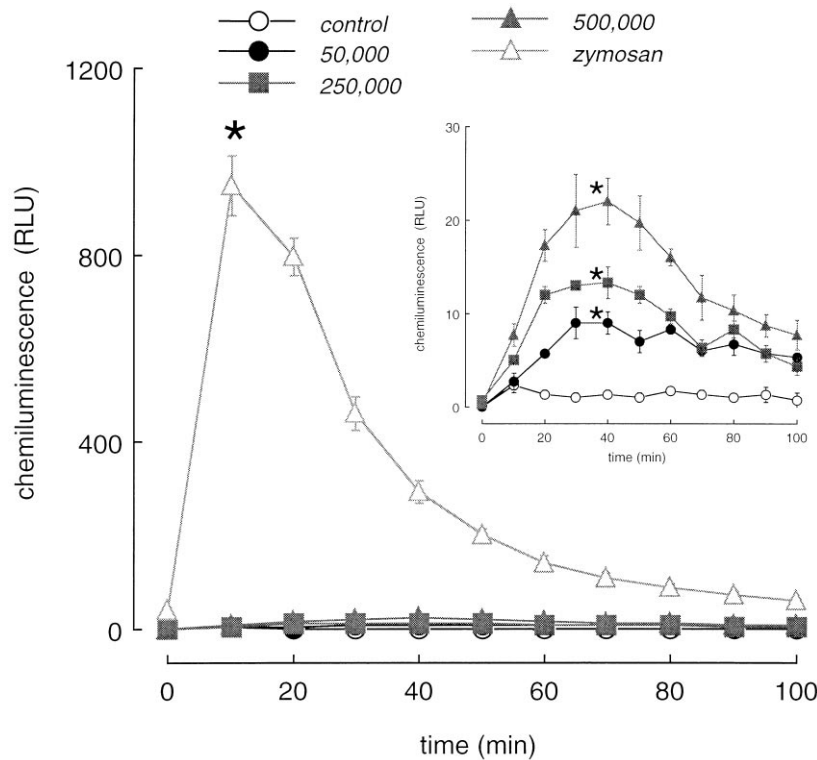 control
50,000
250,000
500,000
zymosan
1200
800
400
0
chemiluminescence (RLU)
*
0 20 40 60 80 100
time (min)
30
20
10
0
chemiluminescence (RLU)
*
*
*
0 20 40 60 80 100
time (min)